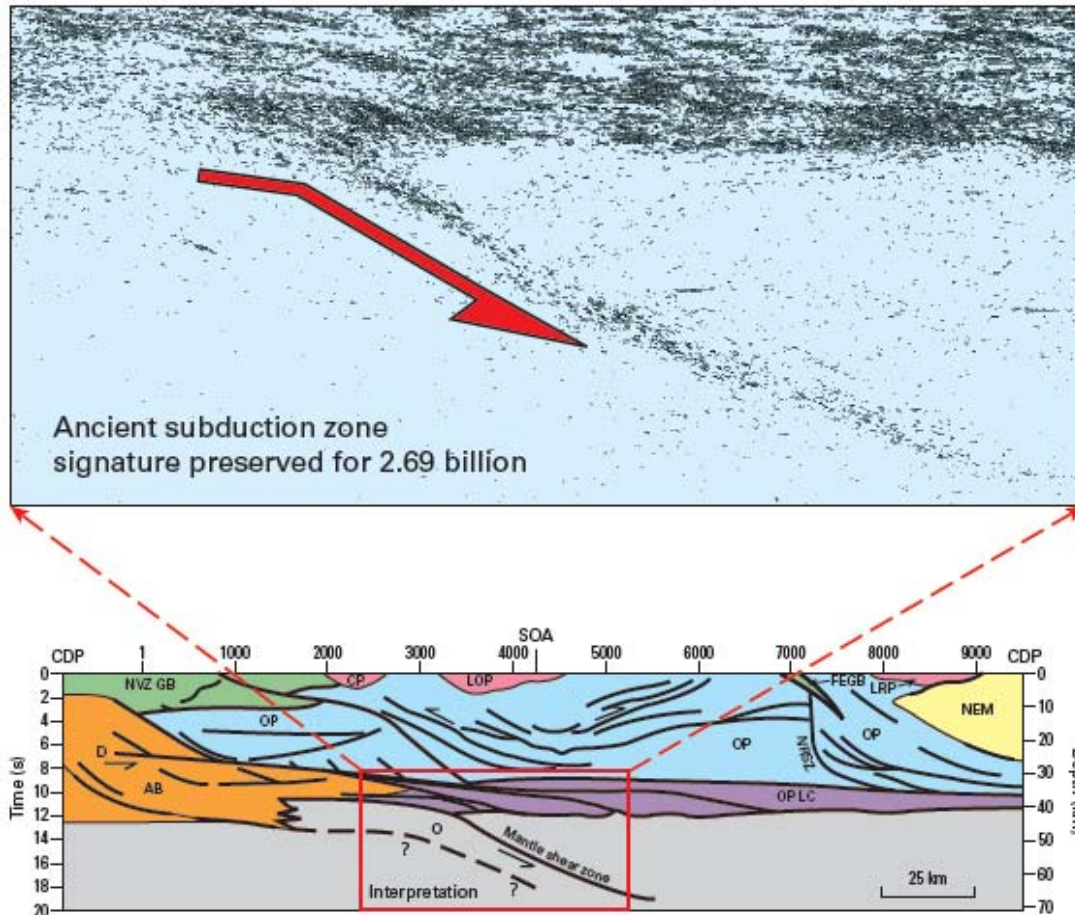 Ancient subduction zone
signature preserved for 2.69 billion
SOA
CDP 1 1000 2000 3000 4000 5000 6000 7000 9000 CDP
0 NVZ GB CP LOP FEGB LRP 0
2 10
4 OP NEM
6 D OP OP 20
8 AB 30
10 OP LC
12 40
14 O 50
? Mantle shear zone
16 60
18 Interpretation ? 25 km
20 70
Time (s)